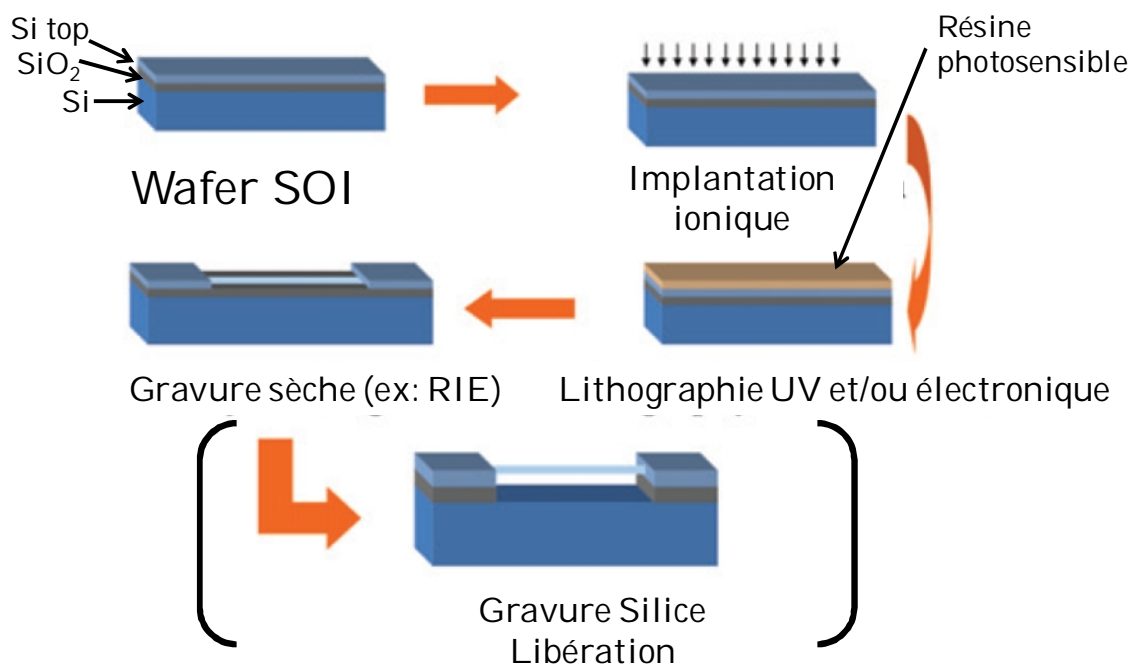 Si top
SiO₂
Si
Wafer SOI
Implantation
ionique
Résine
photosensible
Gravure sèche (ex: RIE)
Lithographie UV et/ou électronique
Gravure Silice
Libération